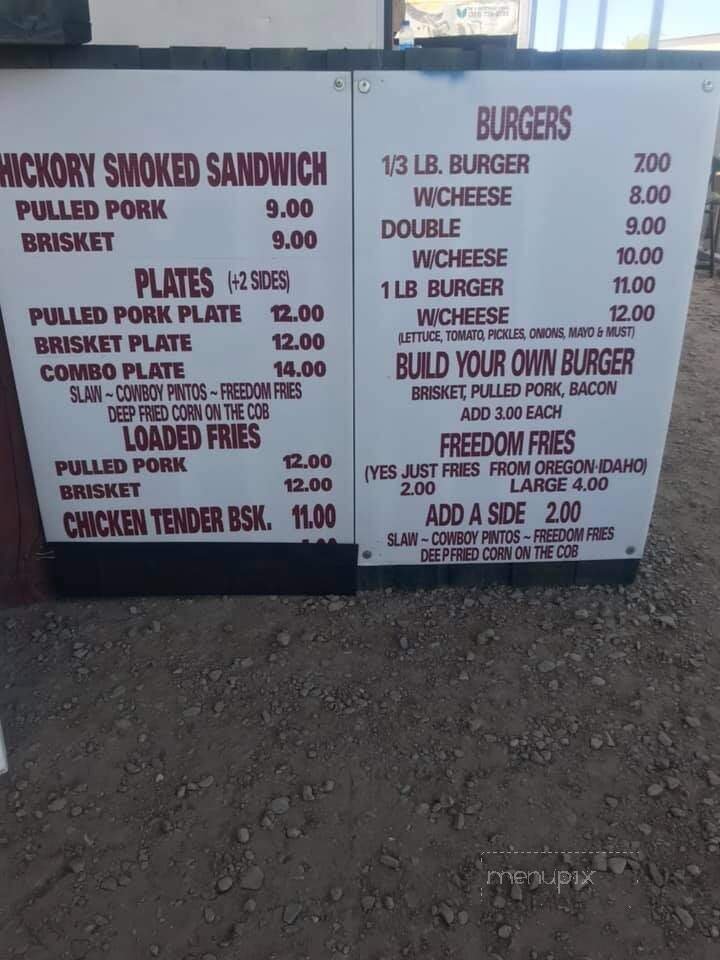 HICKORY SMOKED SANDWICH
PULLED PORK 9.00
BRISKET 9.00
PLATES (+2 SIDES)
PULLED PORK PLATE 12.00
BRISKET PLATE 12.00
COMBO PLATE 14.00
SLAW ~ COWBOY PINTOS ~ FREEDOM FRIES
DEEP FRIED CORN ON THE COB
LOADED FRIES
PULLED PORK 12.00
BRISKET 12.00
CHICKEN TENDER BSK. 11.00
BURGERS
1/3 LB. BURGER 7.00
W/CHEESE 8.00
DOUBLE 9.00
W/CHEESE 10.00
1 LB BURGER 11.00
W/CHEESE 12.00
(LETTUCE, TOMATO, PICKLES, ONIONS, MAYO & MUST)
BUILD YOUR OWN BURGER
BRISKET, PULLED PORK, BACON
ADD 3.00 EACH
FREEDOM FRIES
(YES JUST FRIES FROM OREGON-IDAHO)
2.00 LARGE 4.00
ADD A SIDE 2.00
SLAW ~ COWBOY PINTOS ~ FREEDOM FRIES
DEEP FRIED CORN ON THE COB
menupix